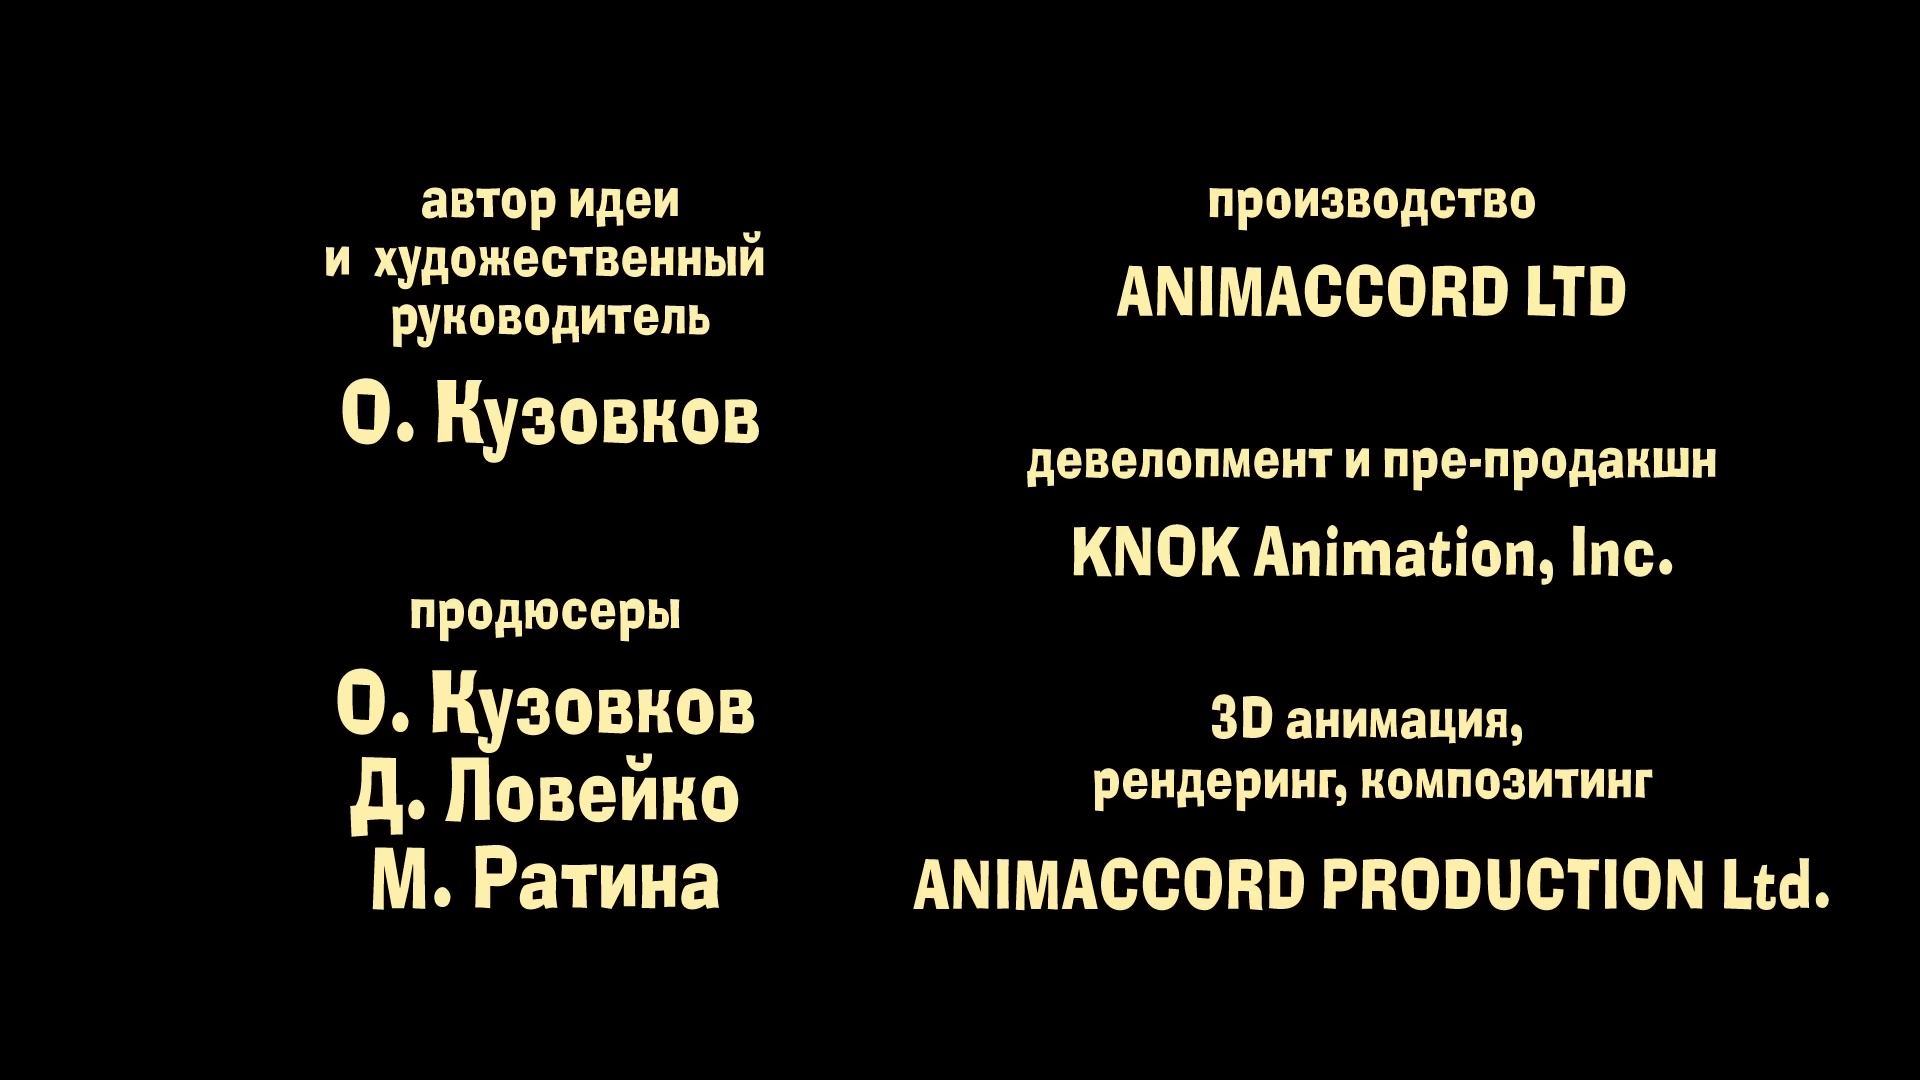 автор идеи
и художественный
руководитель
О. Кузовков
продюсеры
О. Кузовков
Д. Ловейко
М. Ратина
производство
ANIMACCORD LTD
девелопмент и пре-продакшн
KNOK Animation, Inc.
3D анимация,
рендеринг, композитинг
ANIMACCORD PRODUCTION Ltd.